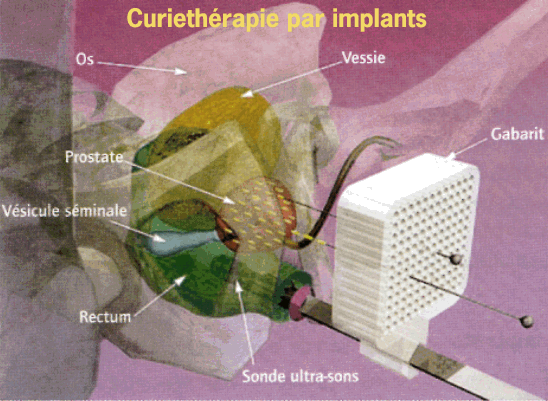 Curiethérapie par implants
Os
Vessie
Gabarit
Prostate
Vésicule séminale
Rectum
Sonde ultra-sons